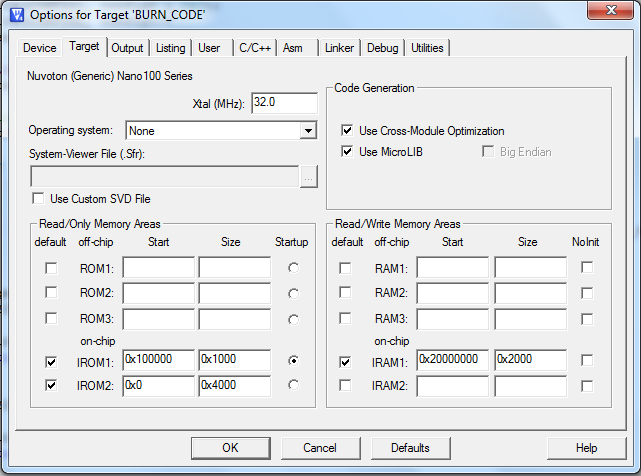 Options for Target 'BURN_CODE'
Device Target Output Listing User C/C++ Asm Linker Debug Utilities
Nuvoton (Generic) Nano100 Series
Xtal (MHz): 32.0
Operating system: None
System-Viewer File (.Sfr):
...
Use Custom SVD File
Code Generation
Use Cross-Module Optimization
Use MicroLIB Big Endian
Read/Only Memory Areas
default off-chip Start Size Startup
ROM1:
ROM2:
ROM3:
on-chip
IROM1: 0x100000 0x1000
IROM2: 0x0 0x4000
Read/Write Memory Areas
default off-chip Start Size NoInit
RAM1:
RAM2:
RAM3:
on-chip
IRAM1: 0x20000000 0x2000
IRAM2:
OK Cancel Defaults Help